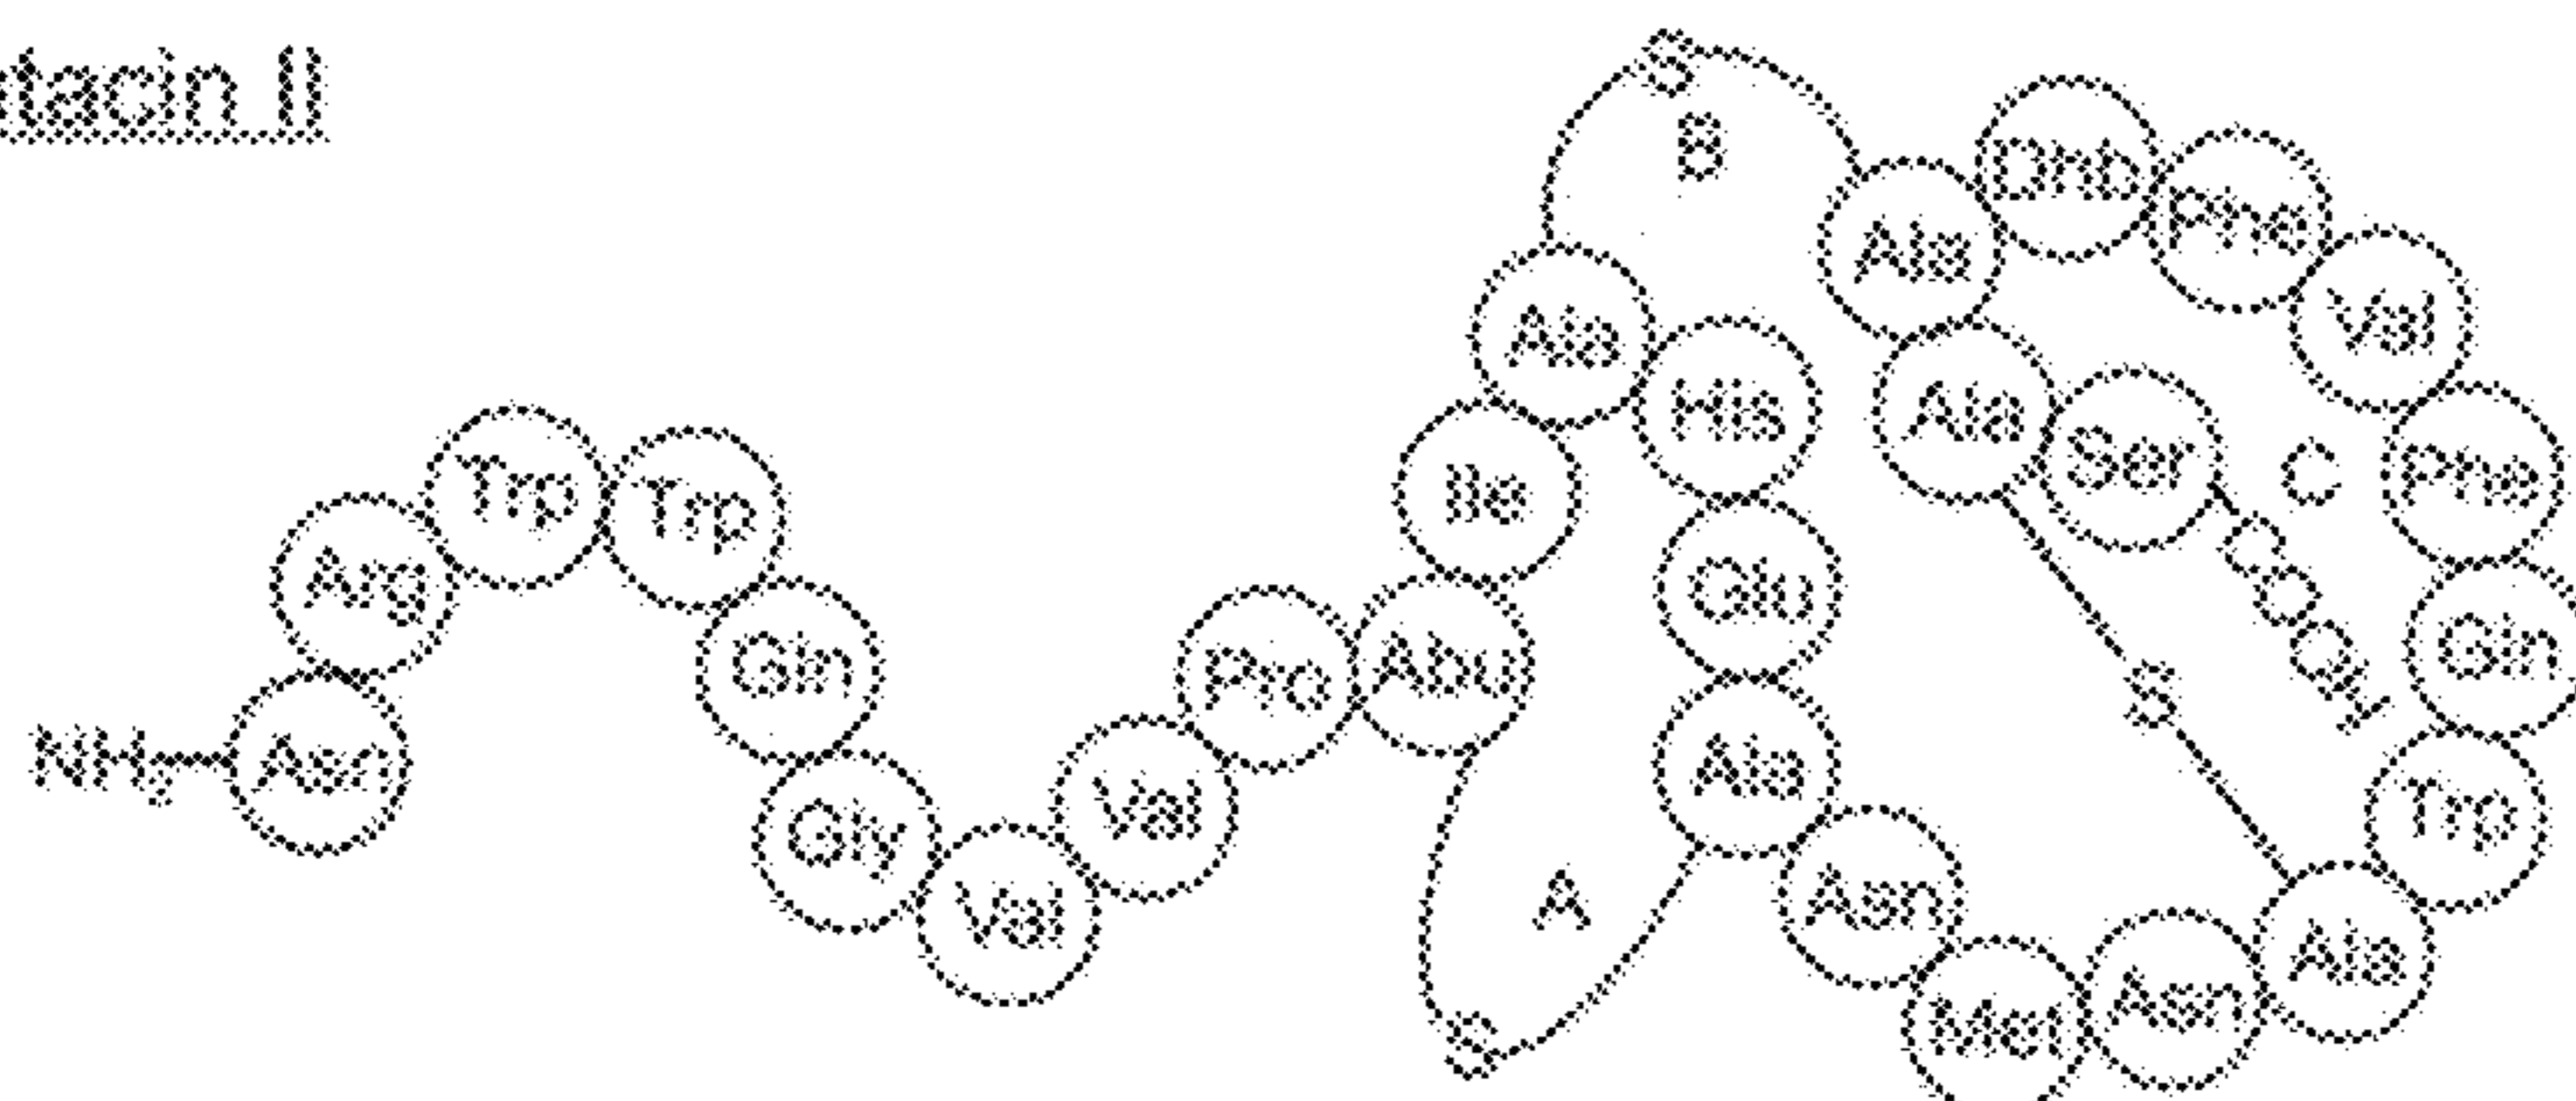 tacin II
NH2
Asn
Arg
Trp
Trp
Gln
Gly
Val
Val
Pro
Abu
Ile
Ala
His
Glu
Ala
Asn
Met
Asn
Ala
Trp
Gln
Phe
Val
Phe
Dhb
Ala
Ala
Ser
COOH
S
B
S
A
S
C